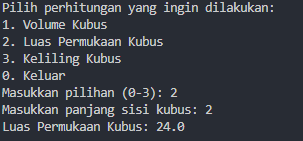 Pilih perhitungan yang ingin dilakukan:
1. Volume Kubus
2. Luas Permukaan Kubus
3. Keliling Kubus
0. Keluar
Masukkan pilihan (0-3): 2
Masukkan panjang sisi kubus: 2
Luas Permukaan Kubus: 24.0